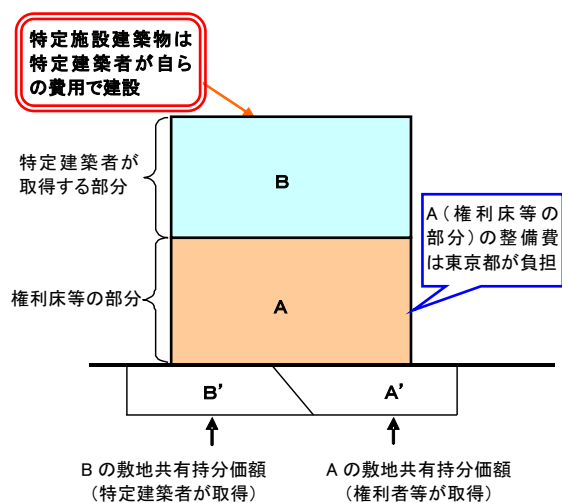 特定施設建築物は
特定建築者が自ら
の費用で建設
特定建築者が
取得する部分
B
A（権利床等の
部分）の整備費
は東京都が負担
権利床等の部分
A
B'
A'
Bの敷地共有持分価額
（特定建築者が取得）
Aの敷地共有持分価額
（権利者等が取得）